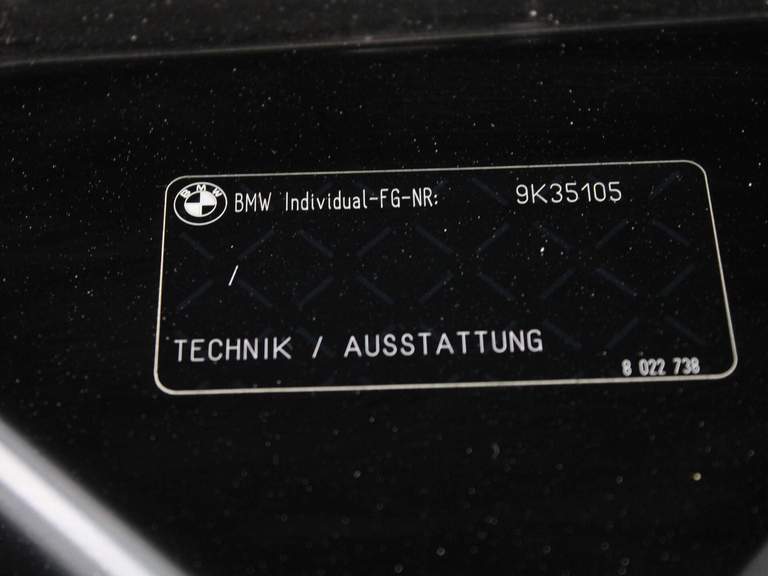 BMW
BMW Individual-FG-NR: 9K35105
/
TECHNIK / AUSSTATTUNG
8 022 738